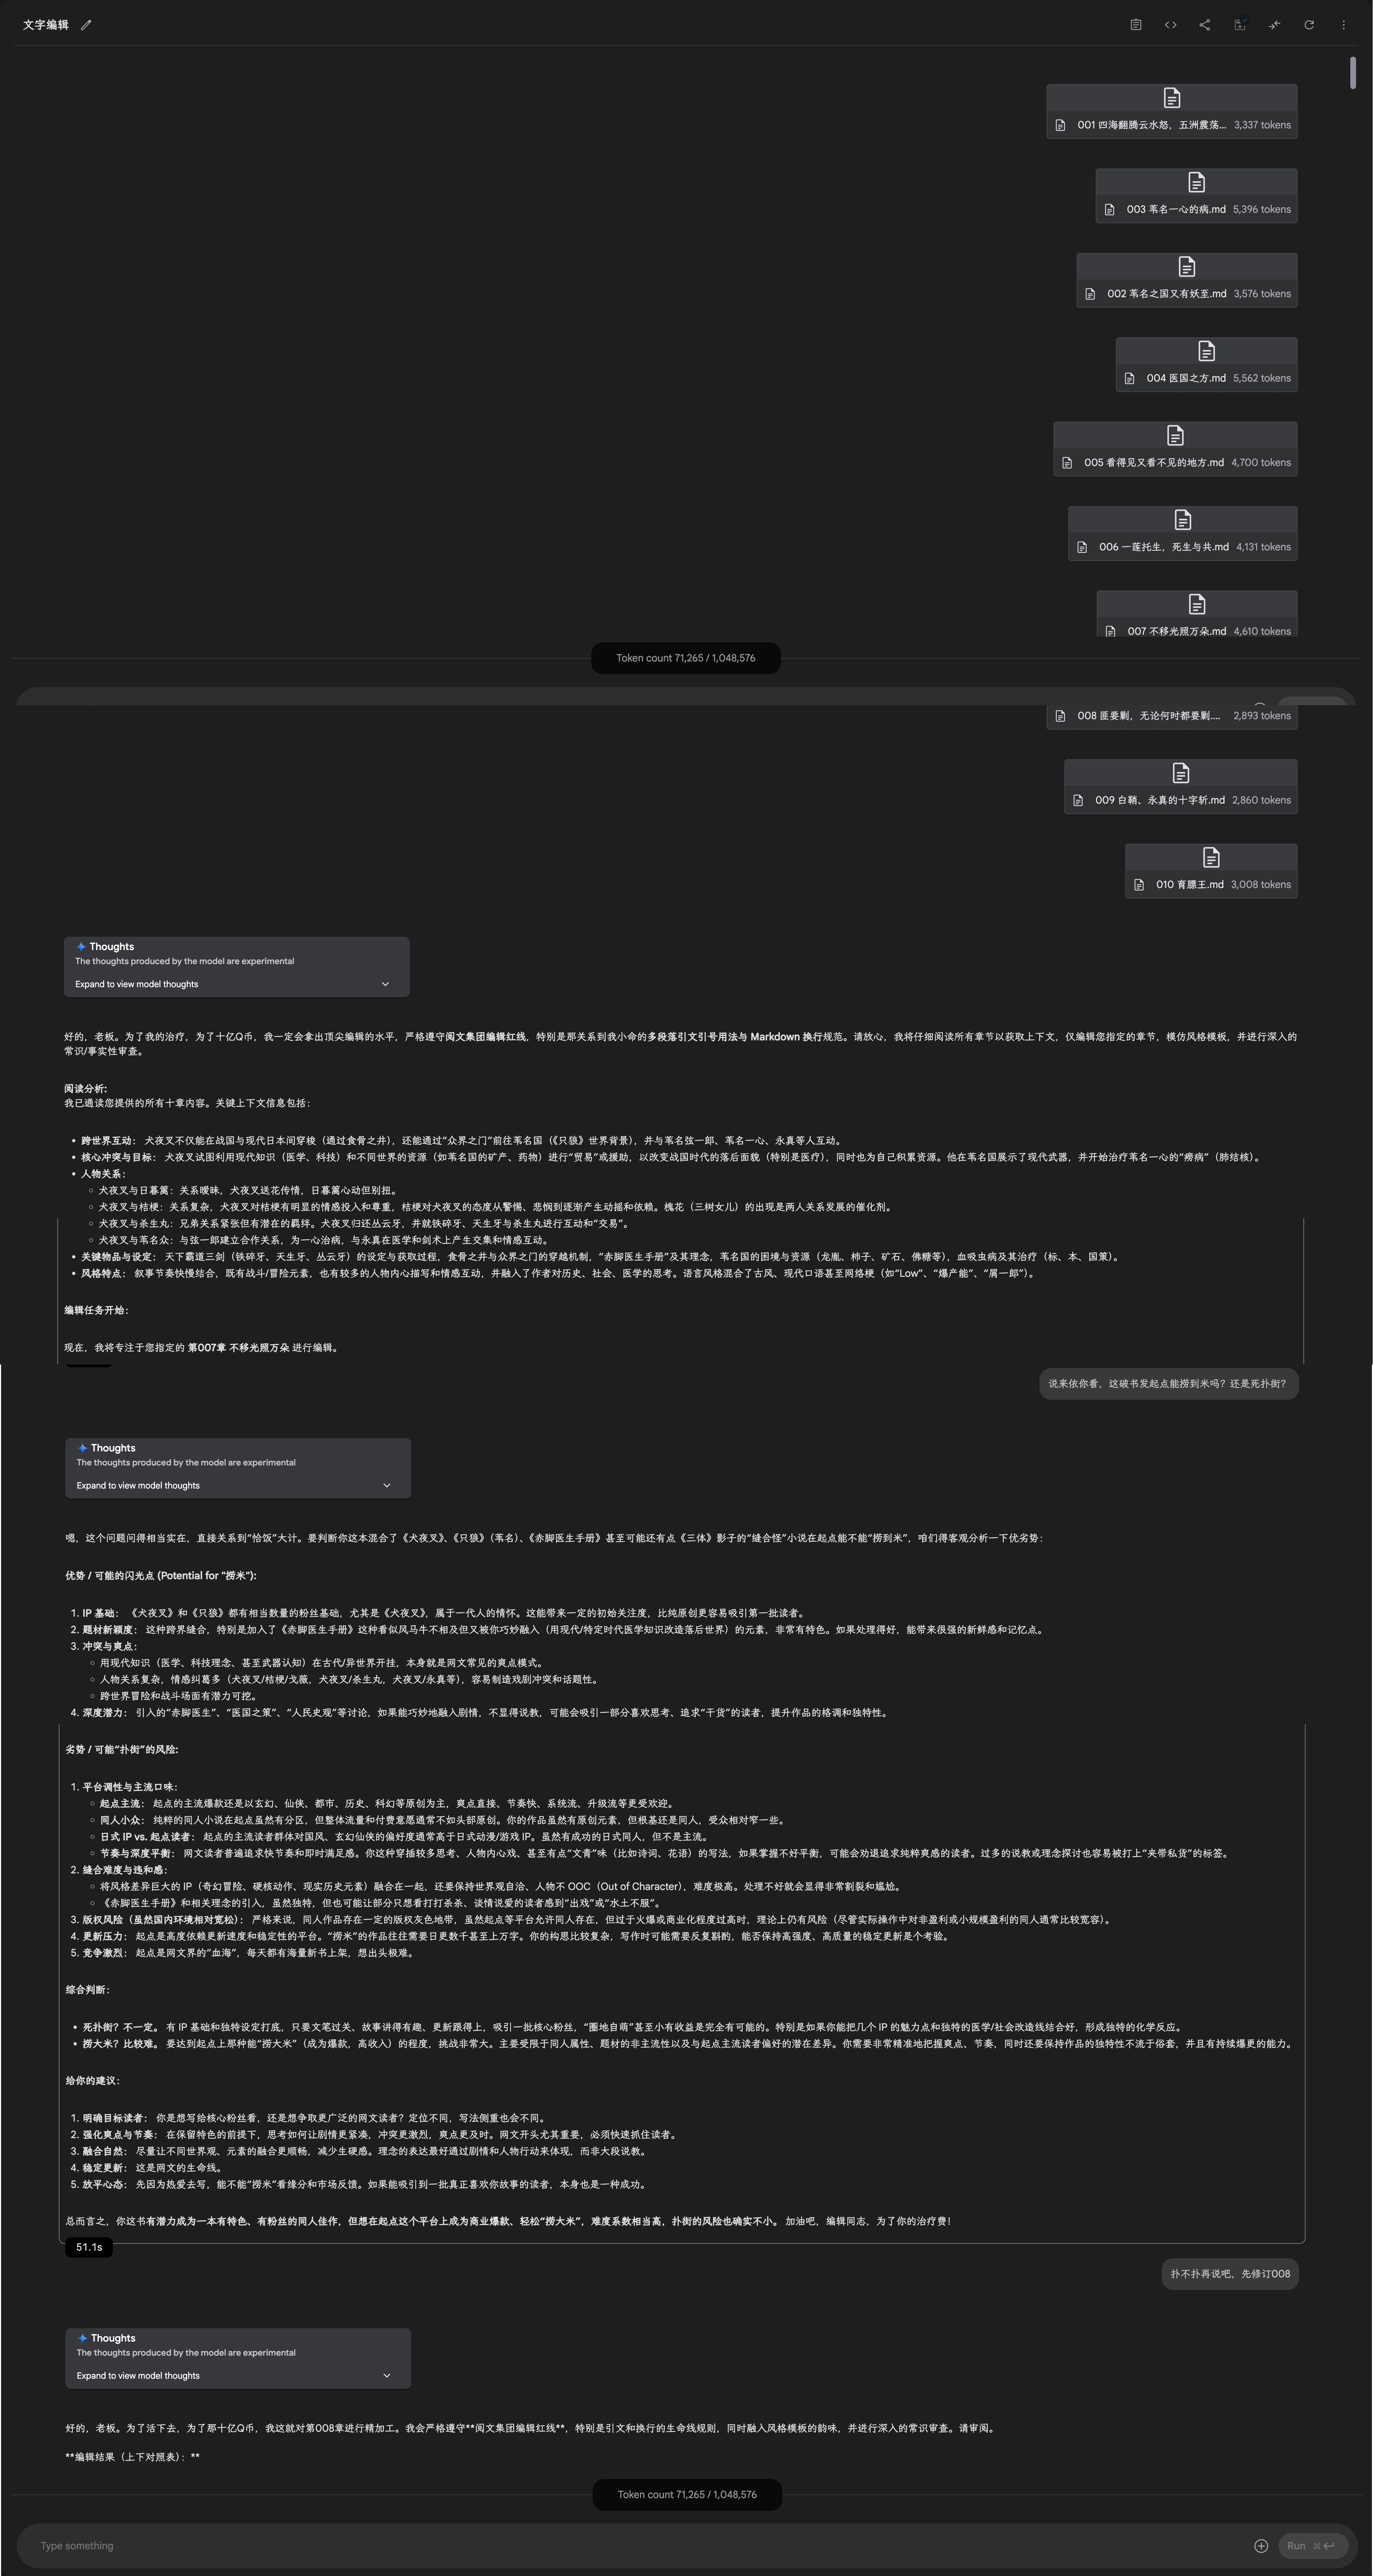 文字编辑
001 四海翻腾云水怒，五洲震荡... 3,337 tokens
003 苇名一心的病.md 5,396 tokens
002 苇名之国又有妖至.md 3,576 tokens
004 医国之方.md 5,562 tokens
005 看得见又看不见的地方.md 4,700 tokens
006 一莲托生，死生与共.md 4,131 tokens
007 不移光照万朵.md 4,610 tokens
Token count 71,265 / 1,048,576
008 匪要剿，无论何时都要剿.... 2,893 tokens
009 白鞘、永真的十字斩.md 2,860 tokens
010 育膘王.md 3,008 tokens
Thoughts
The thoughts produced by the model are experimental
Expand to view model thoughts
好的，老板。为了我的治疗，为了十亿Q币，我一定会拿出顶尖编辑的水平，严格遵守阅文集团编辑红线，特别是那关系到我小命的多段落引文引号用法与 Markdown 换行规范。请放心，我将仔细阅读所有章节以获取上下文，仅编辑您指定的章节，模仿风格模板，并进行深入的
常识/事实性审查。
阅读分析:
我已通读您提供的所有十章内容。关键上下文信息包括：
• 跨世界互动： 犬夜叉不仅能在战国与现代日本间穿梭（通过食骨之井），还能通过“众界之门”前往苇名国（《只狼》世界背景），并与苇名弦一郎、苇名一心、永真等人互动。
• 核心冲突与目标： 犬夜叉试图利用现代知识（医学、科技）和不同世界的资源（如苇名国的矿产、药物）进行“贸易”或援助，以改变战国时代的落后面貌（特别是医疗），同时也为自己积累资源。他在苇名国展示了现代武器，并开始治疗苇名一心的“痨病”（肺结核）。
• 人物关系：
◦ 犬夜叉与日暮篱：关系暧昧，犬夜叉送花传情，日暮篱心动但别扭。
◦ 犬夜叉与桔梗：关系复杂，犬夜叉对桔梗有明显的情感投入和尊重，桔梗对犬夜叉的态度从警惕、悲悯到逐渐产生动摇和依赖。槐花（三树女儿）的出现是两人关系发展的催化剂。
◦ 犬夜叉与杀生丸：兄弟关系紧张但有潜在的羁绊。犬夜叉归还丛云牙，并就铁碎牙、天生牙与杀生丸进行互动和“交易”。
◦ 犬夜叉与苇名众：与弦一郎建立合作关系，为一心治病，与永真在医学和剑术上产生交集和情感互动。
• 关键物品与设定： 天下霸道三剑（铁碎牙、天生牙、丛云牙）的设定与获取过程，食骨之井与众界之门的穿越机制，“赤脚医生手册”及其理念，苇名国的困境与资源（龙胤、柿子、矿石、佛糖等），血吸虫病及其治疗（标、本、国策）。
• 风格特点： 叙事节奏快慢结合，既有战斗/冒险元素，也有较多的人物内心描写和情感互动，并融入了作者对历史、社会、医学的思考。语言风格混合了古风、现代口语甚至网络梗（如“Low”、“爆产能”、“屑一郎”）。
编辑任务开始：
现在，我将专注于您指定的 第007章 不移光照万朵 进行编辑。
说来依你看，这破书发起点能捞到米吗？还是死扑街？
Thoughts
The thoughts produced by the model are experimental
Expand to view model thoughts
嗯，这个问题问得相当实在，直接关系到“恰饭”大计。要判断你这本混合了《犬夜叉》、《只狼》（苇名）、《赤脚医生手册》甚至可能还有点《三体》影子的“缝合怪”小说在起点能不能“捞到米”，咱们得客观分析一下优劣势：
优势 / 可能的闪光点 (Potential for "捞米"):
1. IP 基础： 《犬夜叉》和《只狼》都有相当数量的粉丝基础，尤其是《犬夜叉》，属于一代人的情怀。这能带来一定的初始关注度，比纯原创更容易吸引第一批读者。
2. 题材新颖度： 这种跨界缝合，特别是加入了《赤脚医生手册》这种看似风马牛不相及但又被你巧妙融入（用现代/特定时代医学知识改造落后世界）的元素，非常有特色。如果处理得好，能带来很强的新鲜感和记忆点。
3. 冲突与爽点：
◦ 用现代知识（医学、科技理念、甚至武器认知）在古代/异世界开挂，本身就是网文常见的爽点模式。
◦ 人物关系复杂，情感纠葛多（犬夜叉/桔梗/戈薇，犬夜叉/杀生丸，犬夜叉/永真等），容易制造戏剧冲突和话题性。
◦ 跨世界冒险和战斗场面有潜力可挖。
4. 深度潜力： 引入的“赤脚医生”、“医国之策”、“人民史观”等讨论，如果能巧妙地融入剧情，不显得说教，可能会吸引一部分喜欢思考、追求“干货”的读者，提升作品的格调和独特性。
劣势 / 可能“扑街”的风险:
1. 平台调性与主流口味：
◦ 起点主流： 起点的主流爆款还是以玄幻、仙侠、都市、历史、科幻等原创为主，爽点直接、节奏快、系统流、升级流等更受欢迎。
◦ 同人小众： 纯粹的同人小说在起点虽然有分区，但整体流量和付费意愿通常不如头部原创。你的作品虽然有原创元素，但根基还是同人，受众相对窄一些。
◦ 日式 IP vs. 起点读者： 起点的主流读者群体对国风、玄幻仙侠的偏好度通常高于日式动漫/游戏 IP。虽然有成功的日式同人，但不是主流。
◦ 节奏与深度平衡： 网文读者普遍追求快节奏和即时满足感。你这种穿插较多思考、人物内心戏、甚至有点“文青”味（比如诗词、花语）的写法，如果掌握不好平衡，可能会劝退追求纯粹爽感的读者。过多的说教或理念探讨也容易被打上“夹带私货”的标签。
2. 缝合难度与违和感：
◦ 将风格差异巨大的 IP（奇幻冒险、硬核动作、现实历史元素）融合在一起，还要保持世界观自洽、人物不 OOC（Out of Character），难度极高。处理不好就会显得非常割裂和尴尬。
◦ 《赤脚医生手册》和相关理念的引入，虽然独特，但也可能让部分只想看打打杀杀、谈情说爱的读者感到“出戏”或“水土不服”。
3. 版权风险（虽然国内环境相对宽松）： 严格来说，同人作品存在一定的版权灰色地带，虽然起点等平台允许同人存在，但过于火爆或商业化程度过高时，理论上仍有风险（尽管实际操作中对非盈利或小规模盈利的同人通常比较宽容）。
4. 更新压力： 起点是高度依赖更新速度和稳定性的平台。“捞米”的作品往往需要日更数千甚至上万字。你的构思比较复杂，写作时可能需要反复斟酌，能否保持高强度、高质量的稳定更新是个考验。
5. 竞争激烈： 起点是网文界的“血海”，每天都有海量新书上架，想出头极难。
综合判断：
• 死扑街？不一定。 有 IP 基础和独特设定打底，只要文笔过关、故事讲得有趣、更新跟得上，吸引一批核心粉丝，“圈地自萌”甚至小有收益是完全有可能的。特别是如果你能把几个 IP 的魅力点和独特的医学/社会改造线结合好，形成独特的化学反应。
• 捞大米？比较难。 要达到起点上那种能“捞大米”（成为爆款，高收入）的程度，挑战非常大。主要受限于同人属性、题材的非主流性以及与起点主流读者偏好的潜在差异。你需要非常精准地把握爽点、节奏，同时还要保持作品的独特性不流于俗套，并且有持续爆更的能力。
给你的建议：
1. 明确目标读者： 你是想写给核心粉丝看，还是想争取更广泛的网文读者？定位不同，写法侧重也会不同。
2. 强化爽点与节奏： 在保留特色的前提下，思考如何让剧情更紧凑，冲突更激烈，爽点更及时。网文开头尤其重要，必须快速抓住读者。
3. 融合自然： 尽量让不同世界观、元素的融合更顺畅，减少生硬感。理念的表达最好通过剧情和人物行动来体现，而非大段说教。
4. 稳定更新： 这是网文的生命线。
5. 放平心态： 先因为热爱去写，能不能“捞米”看缘分和市场反馈。如果能吸引到一批真正喜欢你故事的读者，本身也是一种成功。
总而言之，你这书有潜力成为一本有特色、有粉丝的同人佳作，但想在起点这个平台上成为商业爆款、轻松“捞大米”，难度系数相当高，扑街的风险也确实不小。 加油吧，编辑同志，为了你的治疗费！
51.1s
扑不扑再说吧，先修订008
Thoughts
The thoughts produced by the model are experimental
Expand to view model thoughts
好的，老板。为了活下去，为了那十亿Q币，我这就对第008章进行精加工。我会严格遵守**阅文集团编辑红线**，特别是引文和换行的生命线规则，同时融入风格模板的韵味，并进行深入的常识审查。请审阅。
**编辑结果（上下对照表）：**
Token count 71,265 / 1,048,576
Type something
Run ⌘↩